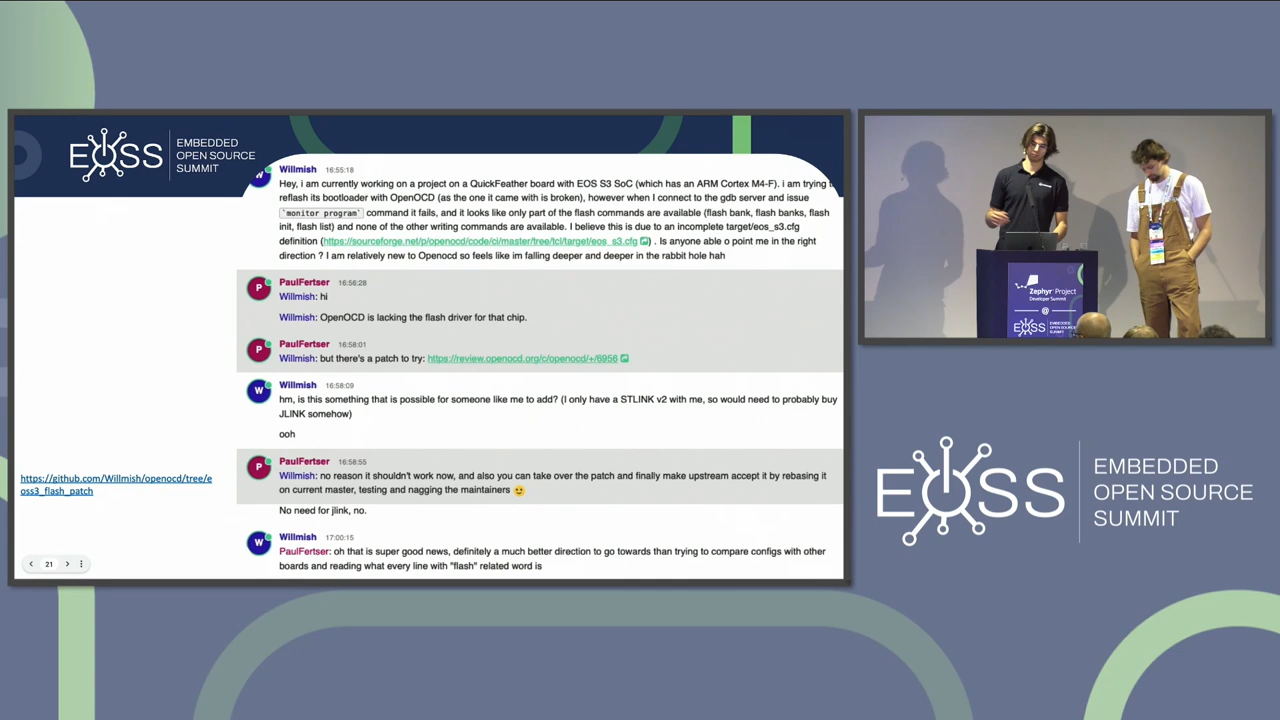 EOSS
EMBEDDED
OPEN SOURCE
SUMMIT
W
Willmish 16:55:18
Hey, i am currently working on a project on a QuickFeather board with EOS S3 SoC (which has an ARM Cortex M4-F). i am trying t
reflash its bootloader with OpenOCD (as the one it came with is broken), however when I connect to the gdb server and issue
`monitor program` command it fails, and it looks like only part of the flash commands are available (flash bank, flash banks, flash
init, flash list) and none of the other writing commands are available. I believe this is due to an incomplete target/eos_s3.cfg
definition (https://sourceforge.net/p/openocd/code/ci/master/tree/tcl/target/eos_s3.cfg) . Is anyone able o point me in the right
direction ? I am relatively new to Openocd so feels like im falling deeper and deeper in the rabbit hole hah
P
PaulFertser 16:56:28
Willmish: hi
Willmish: OpenOCD is lacking the flash driver for that chip.
P
PaulFertser 16:58:01
Willmish: but there's a patch to try: https://review.openocd.org/c/openocd/+/6956
W
Willmish 16:58:09
hm, is this something that is possible for someone like me to add? (I only have a STLINK v2 with me, so would need to probably buy
JLINK somehow)
ooh
P
PaulFertser 16:58:55
Willmish: no reason it shouldn't work now, and also you can take over the patch and finally make upstream accept it by rebasing it
on current master, testing and nagging the maintainers
No need for jlink, no.
W
Willmish 17:00:15
PaulFertser: oh that is super good news, definitely a much better direction to go towards than trying to compare configs with other
boards and reading what every line with "flash" related word is
https://github.com/Willmish/openocd/tree/e
oss3_flash_patch
21
Zephyr Project
Developer Summit
@
EOSS
EMBEDDED
OPEN SOURCE
SUMMIT
EOSS
EMBEDDED
OPEN SOURCE
SUMMIT